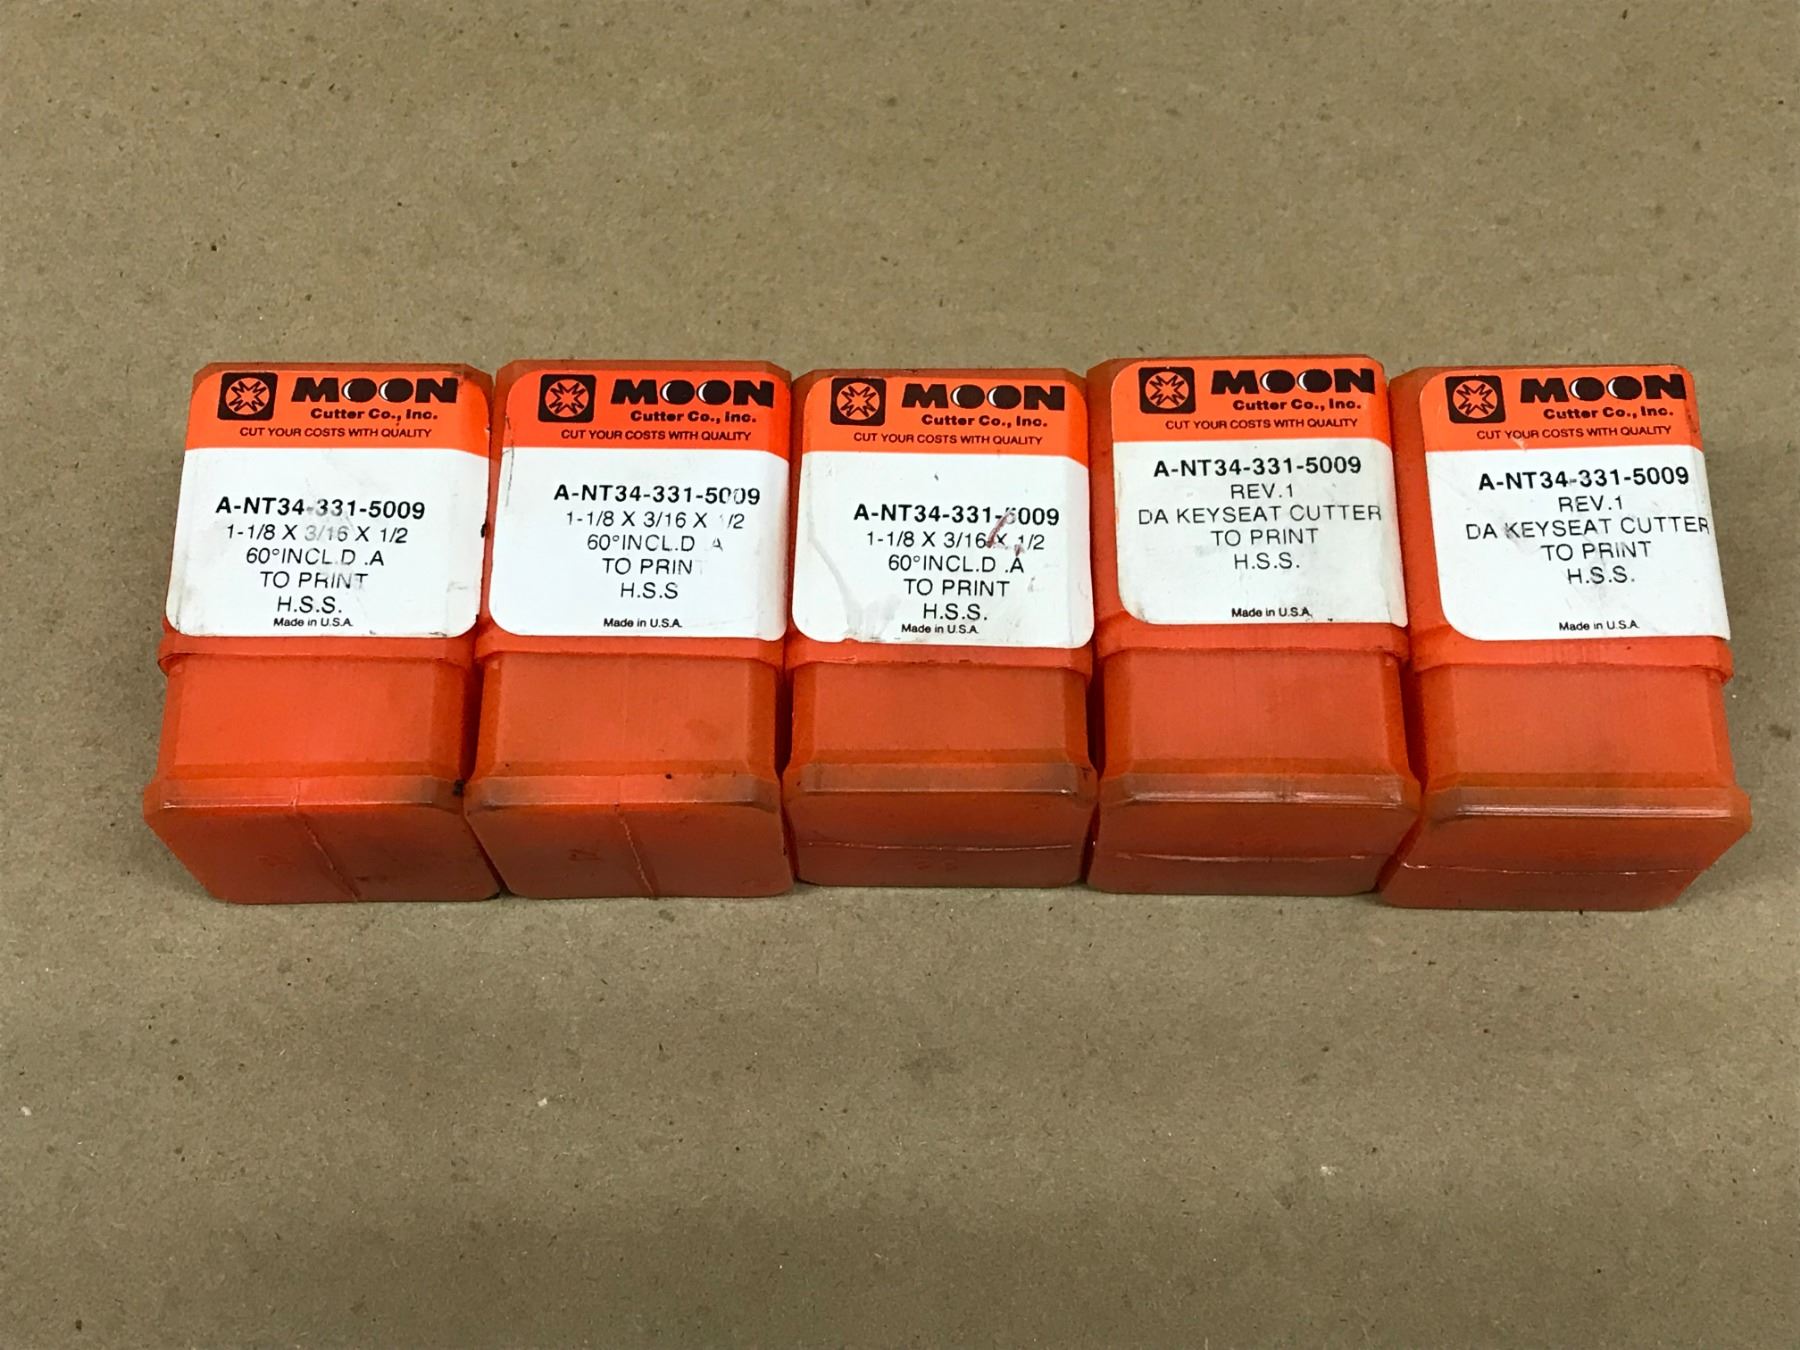 MOON
Cutter Co., Inc.
CUT YOUR COSTS WITH QUALITY
A-NT34-331-5009
1-1/8 X 3/16 X 1/2
60°INCL.D .A
TO PRINT
H.S.S.
Made in U.S.A.
MOON
Cutter Co., Inc.
CUT YOUR COSTS WITH QUALITY
A-NT34-331-5009
1-1/8 X 3/16 X 1/2
60°INCL.D A
TO PRIN
H.S.S
Made in U.S.A.
MOON
Cutter Co., Inc.
CUT YOUR COSTS WITH QUALITY
A-NT34-331-5009
1-1/8 X 3/16 X 1/2
60°INCL.D .A
TO PRINT
H.S.S.
Made in U.S.A.
MOON
Cutter Co., Inc.
CUT YOUR COSTS WITH QUALITY
A-NT34-331-5009
REV.1
DA KEYSEAT CUTTER
TO PRINT
H.S.S.
Made in U.S.A.
MOON
Cutter Co., Inc.
CUT YOUR COSTS WITH QUALITY
A-NT34-331-5009
REV.1
DA KEYSEAT CUTTER
TO PRINT
H.S.S.
Made in U.S.A.